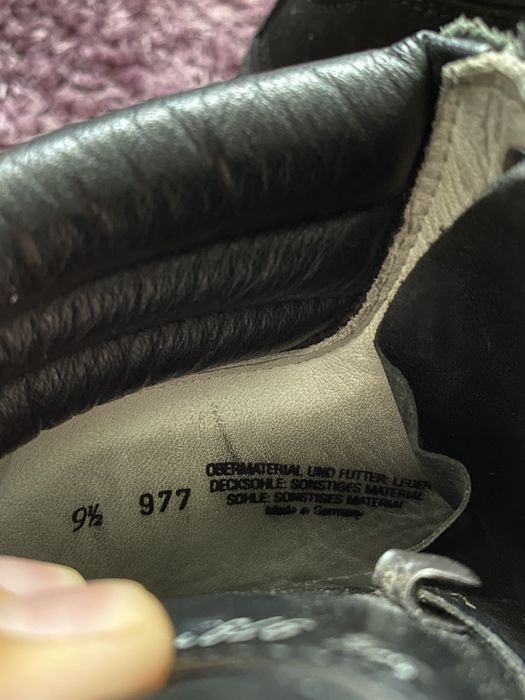 9½ 977
OBERMATERIAL UND FUTTER: LEDER
DECKSOHLE: SONSTIGES MATERIAL
SOHLE: SONSTIGES MATERIAL
Made in Germany